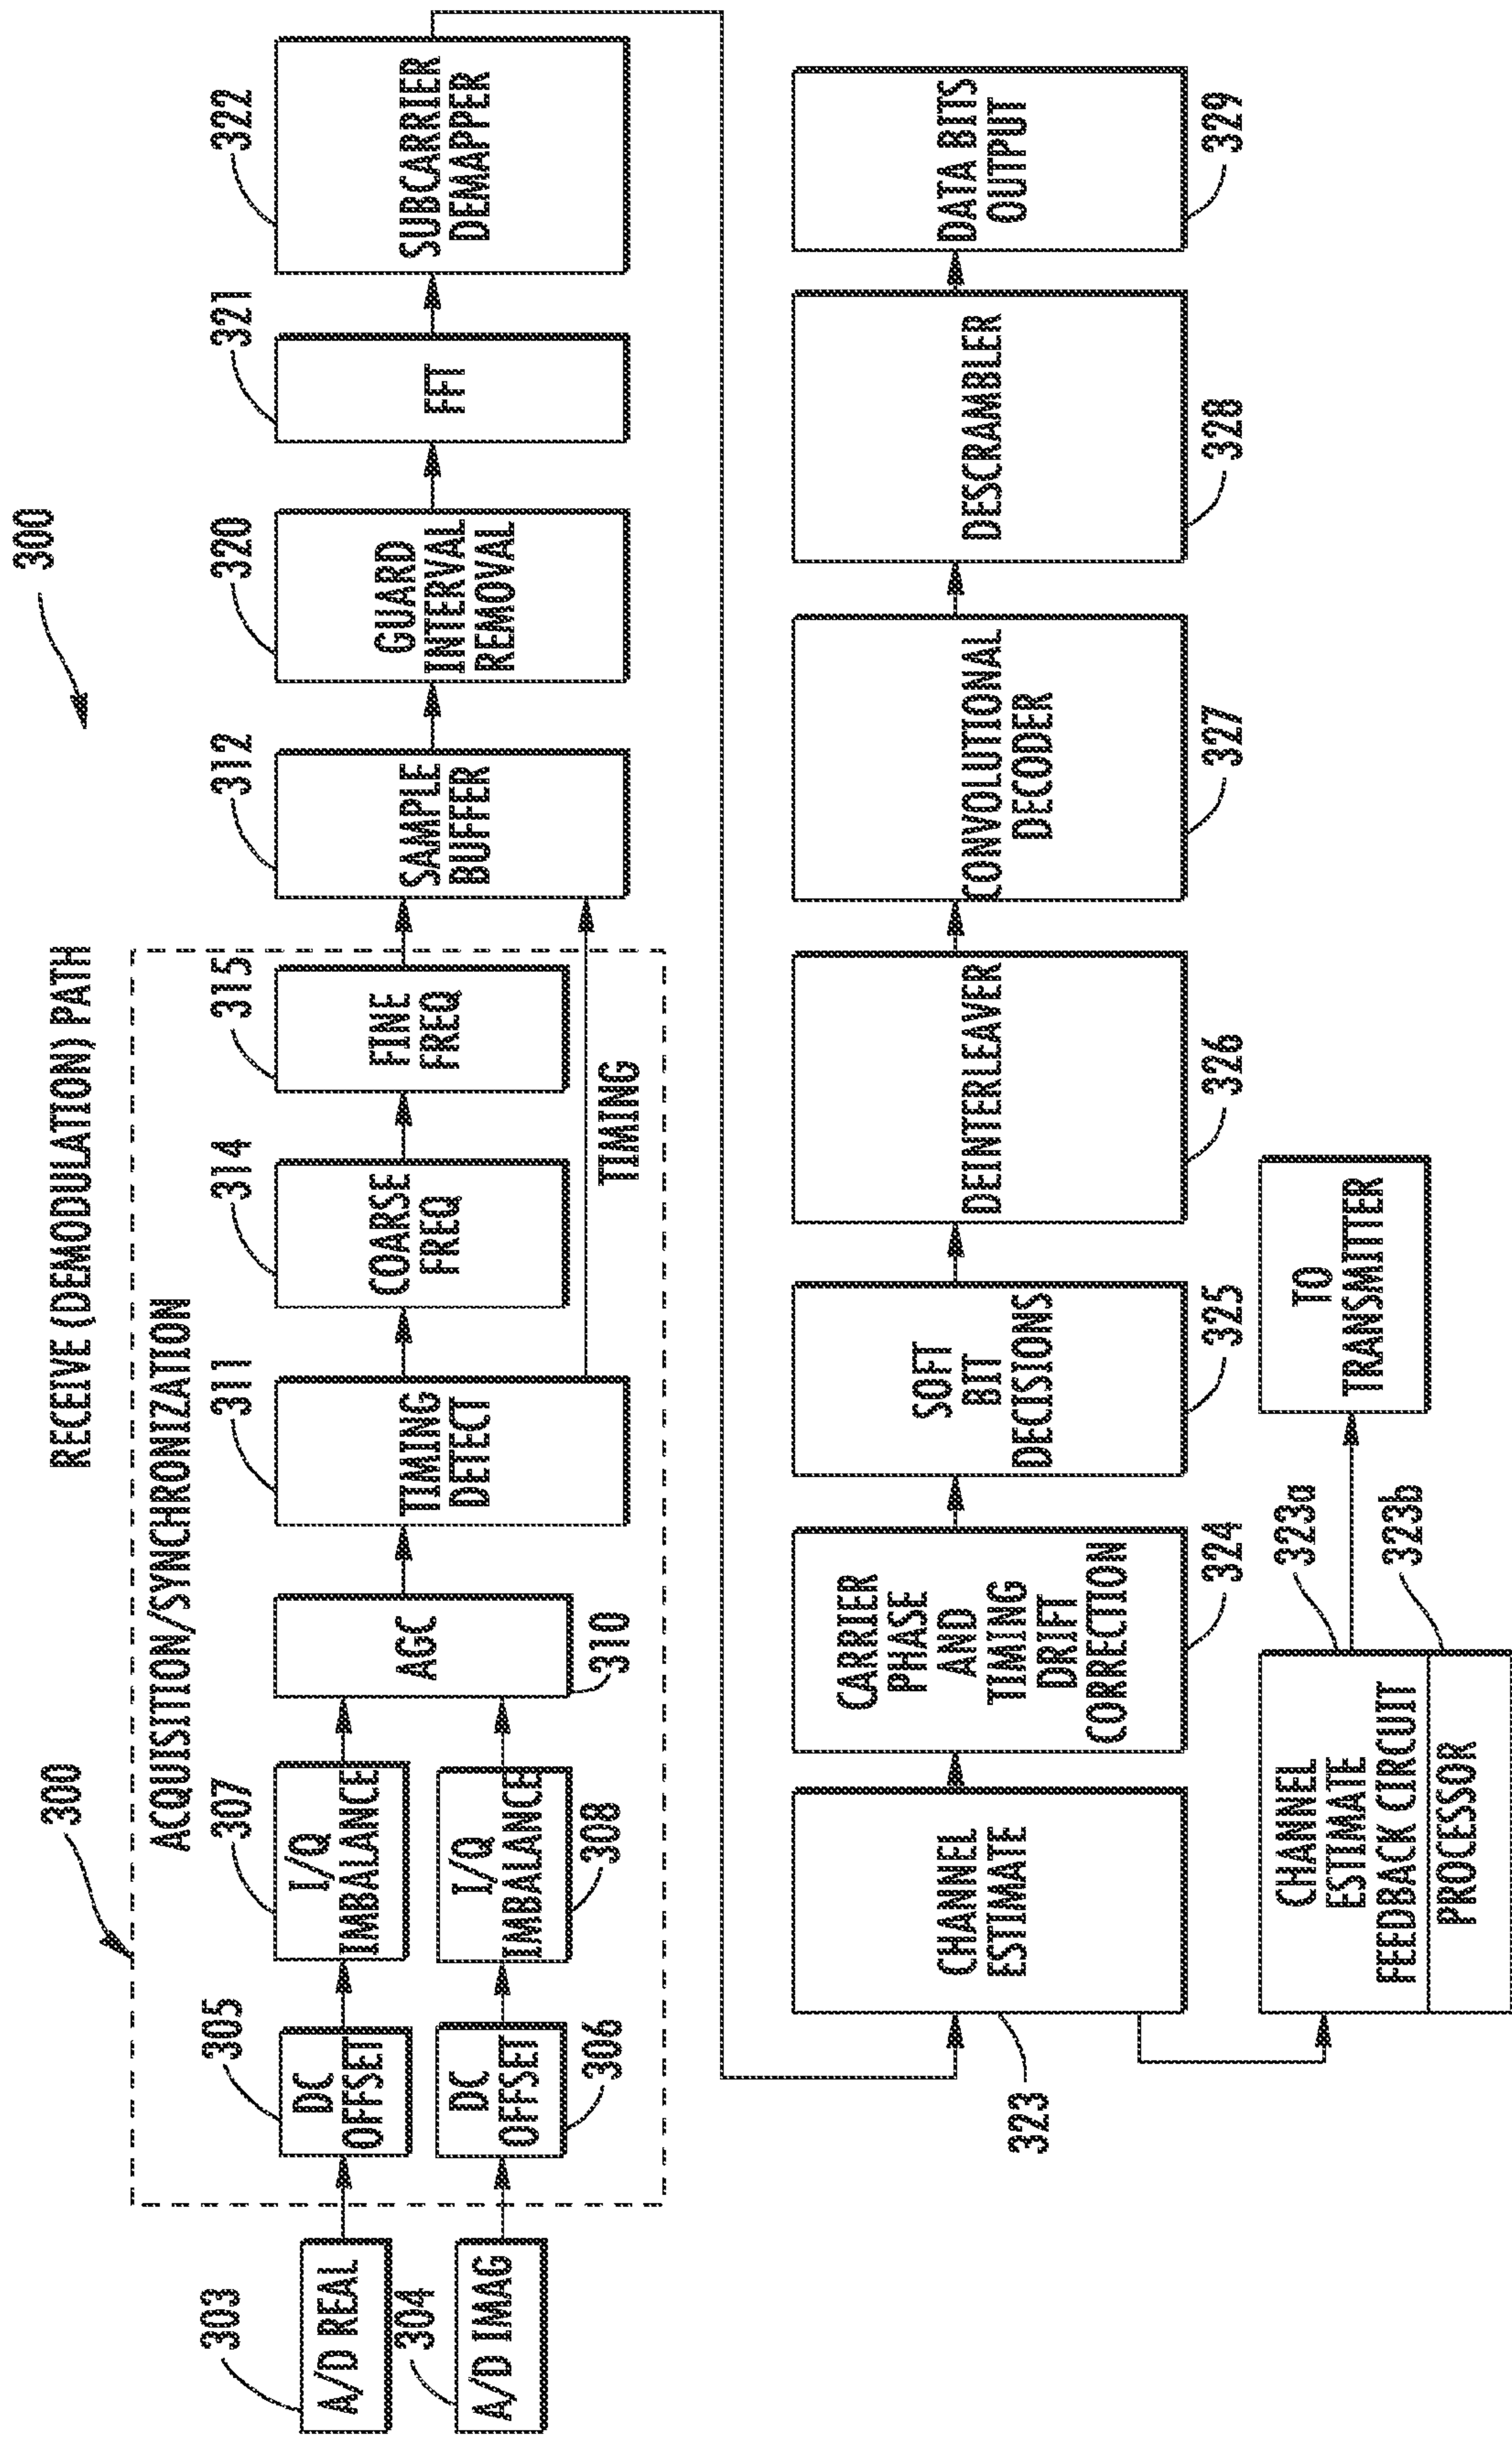 RECEIVE (DEMODULATION) PATH
300
300
ACQUISITION/SYNCHRONIZATION
303
A/D REAL
304
A/D IMAG
305
DC
OFFSET
DC
OFFSET
306
307
I/Q
IMBALANCE
I/Q
IMBALANCE
308
AGC
310
311
TIMING
DETECT
314
COARSE
FREQ
315
FINE
FREQ
TIMING
312
SAMPLE
BUFFER
320
GUARD
INTERVAL
REMOVAL
321
FFT
322
SUBCARRIER
DEMAPPER
CHANNEL
ESTIMATE
323
CARRIER
PHASE
AND
TIMING
DRIFT
CORRECTION
324
SOFT
BIT
DECISIONS
325
DEINTERLEAVER
326
CONVOLUTIONAL
DECODER
327
DESCRAMBLER
328
DATA BITS
OUTPUT
329
CHANNEL
ESTIMATE
FEEDBACK CIRCUIT
PROCESSOR
323a
323b
TO
TRANSMITTER